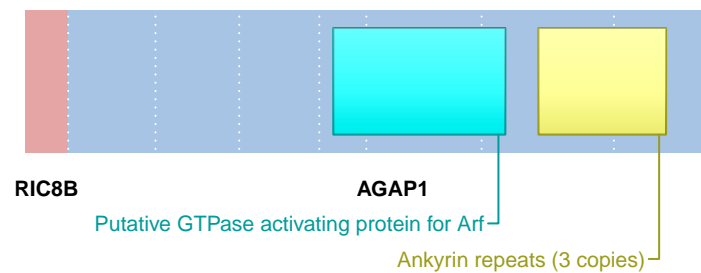 RIC8B AGAP1
Putative GTPase activating protein for Arf
Ankyrin repeats (3 copies)